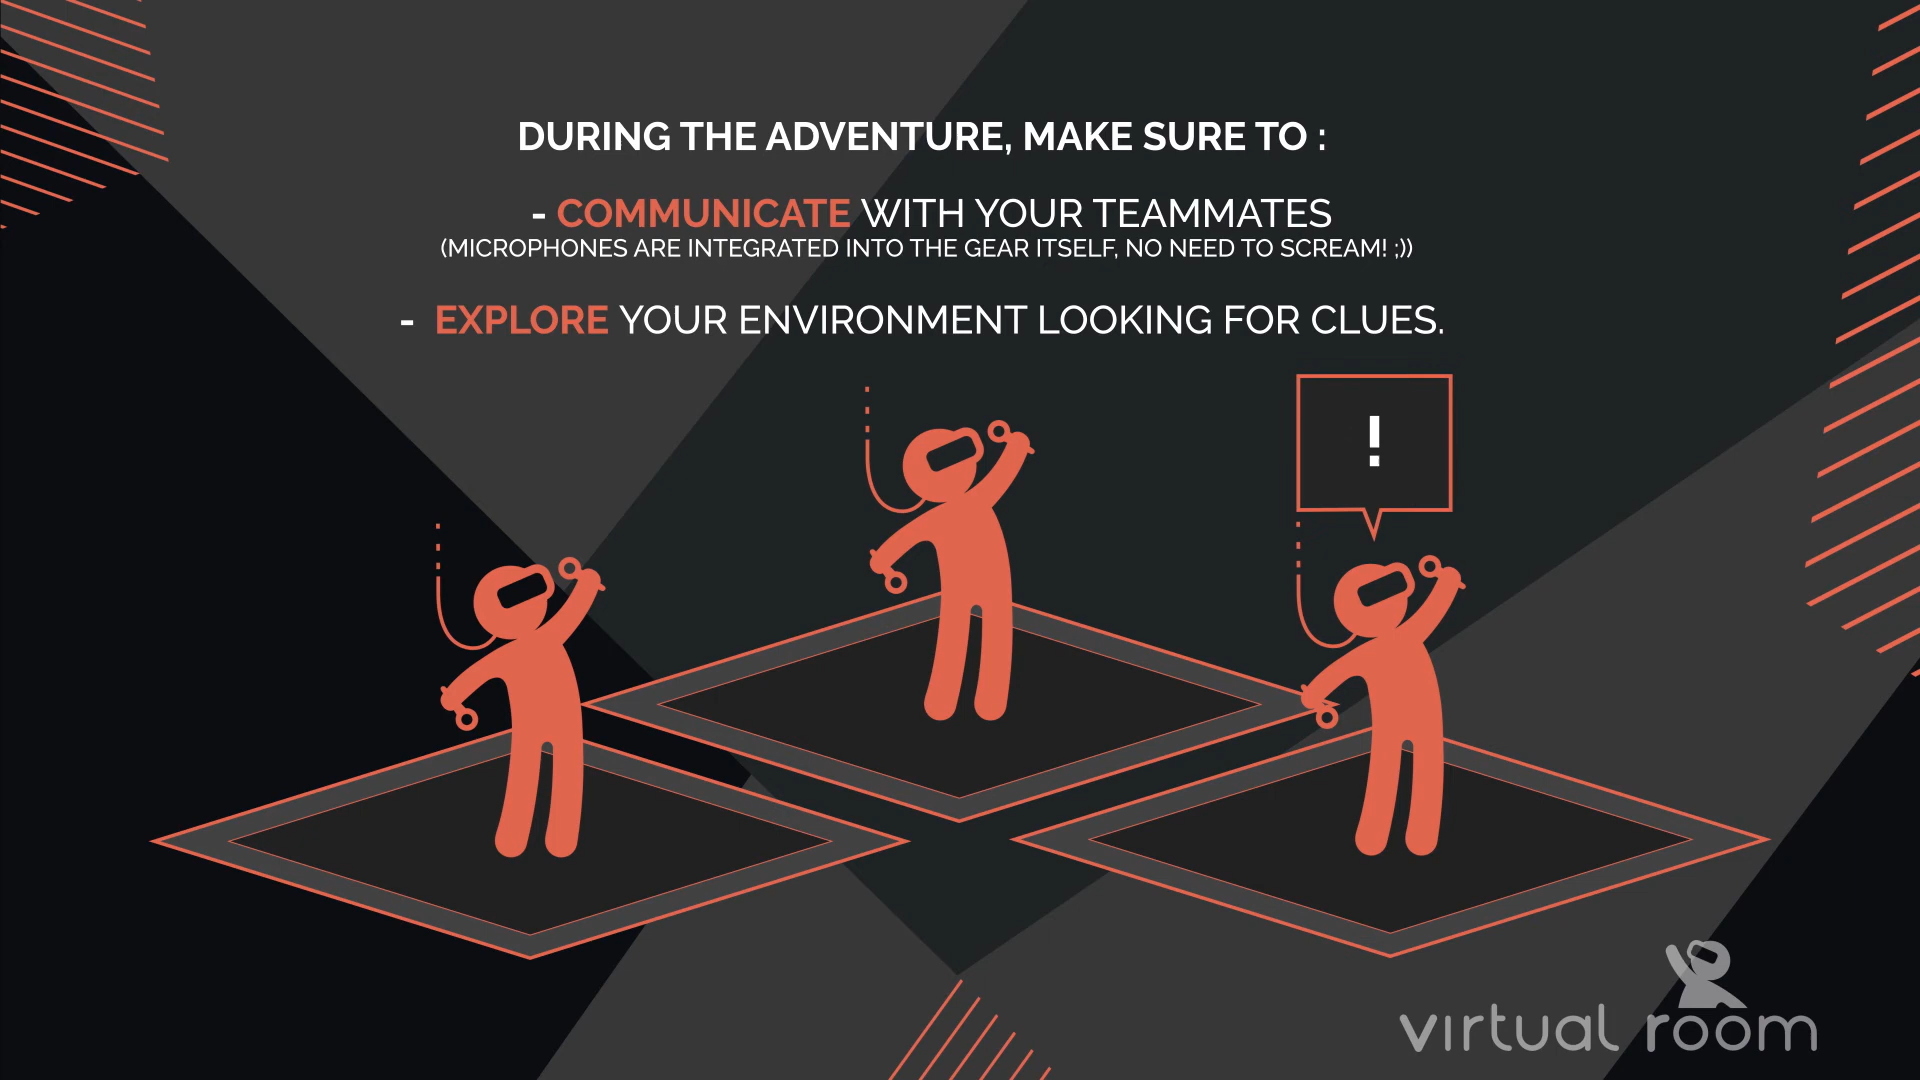 DURING THE ADVENTURE, MAKE SURE TO :
- COMMUNICATE WITH YOUR TEAMMATES
(MICROPHONES ARE INTEGRATED INTO THE GEAR ITSELF, NO NEED TO SCREAM! ;))
- EXPLORE YOUR ENVIRONMENT LOOKING FOR CLUES.
!
virtual room